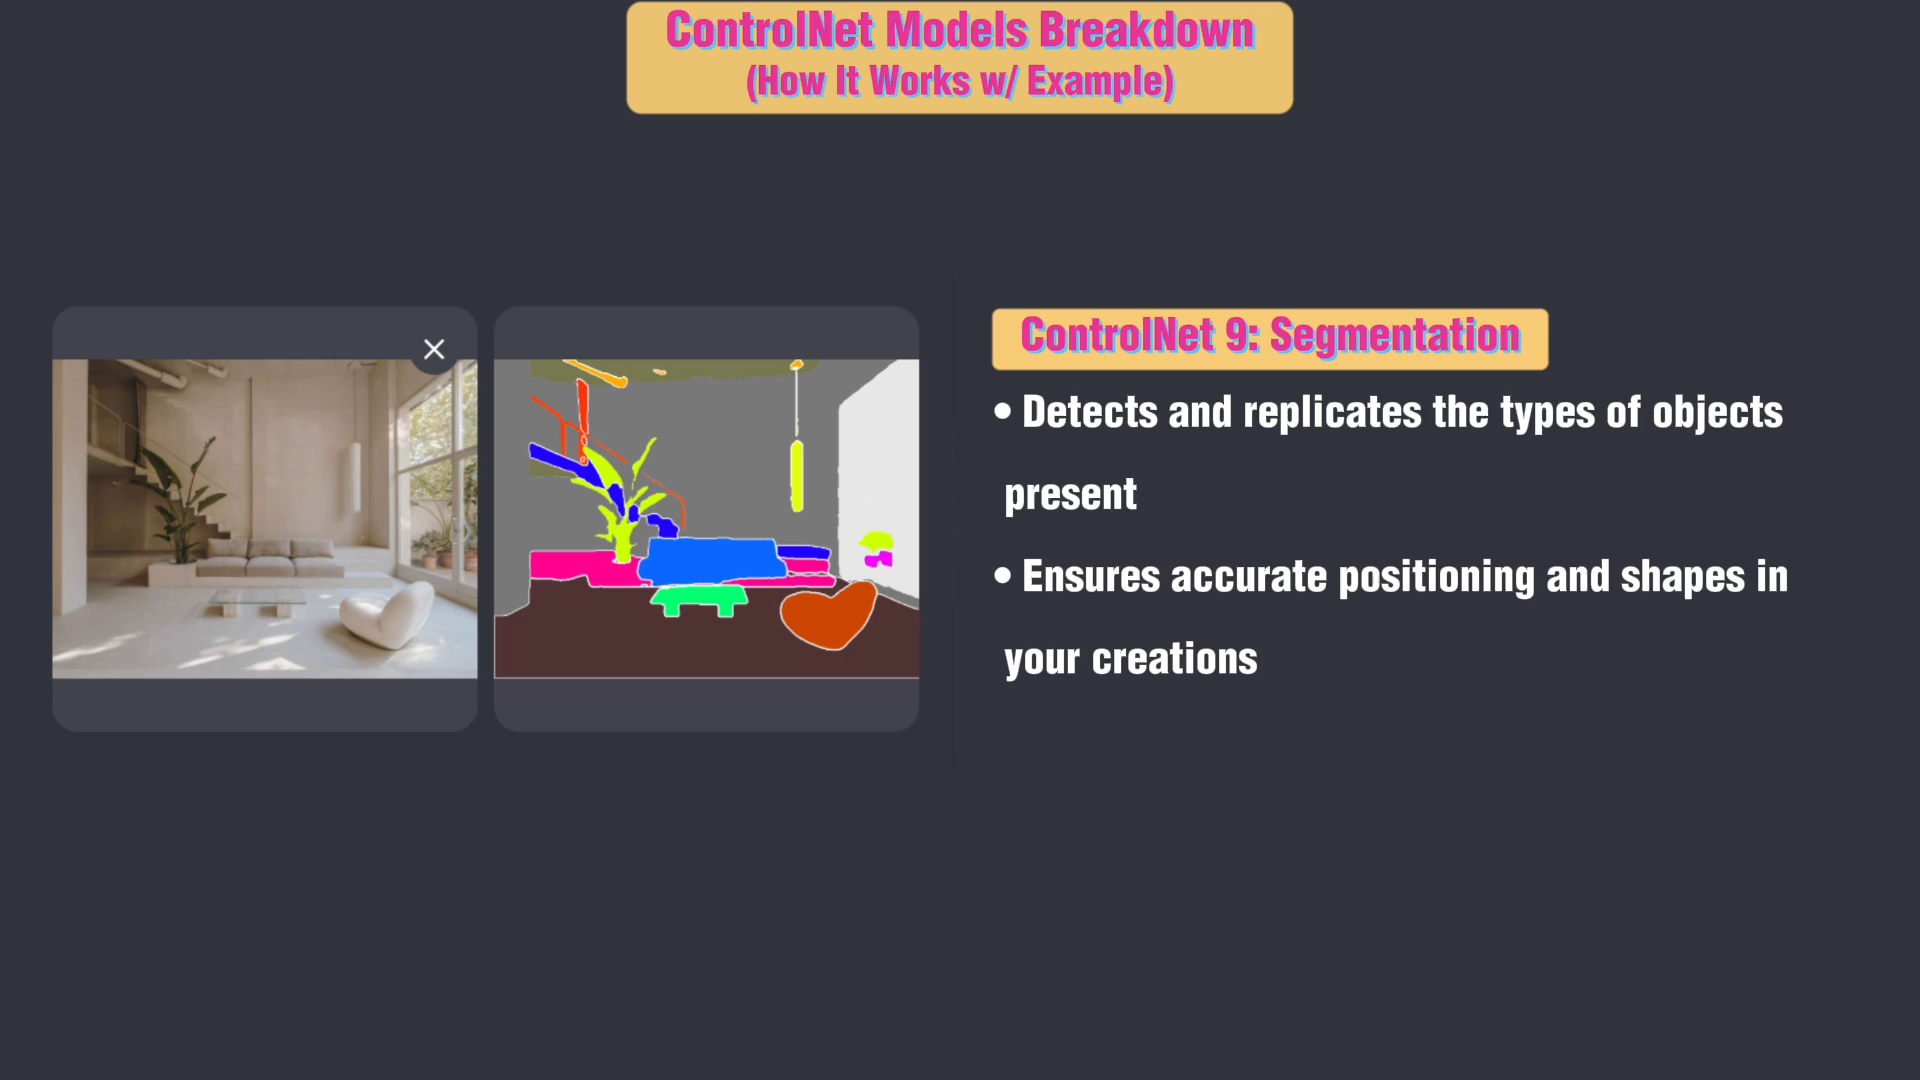 ControlNet Models Breakdown
(How It Works w/ Example)
ControlNet 9: Segmentation
• Detects and replicates the types of objects
present
• Ensures accurate positioning and shapes in
your creations